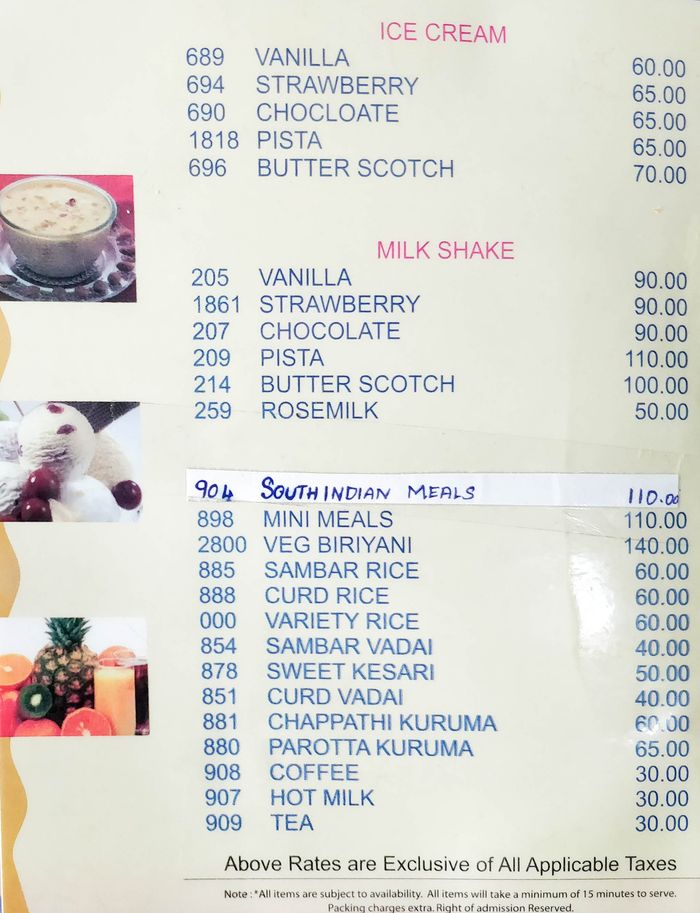 ICE CREAM
689 VANILLA 60.00
694 STRAWBERRY 65.00
690 CHOCLOATE 65.00
1818 PISTA 65.00
696 BUTTER SCOTCH 70.00
MILK SHAKE
205 VANILLA 90.00
1861 STRAWBERRY 90.00
207 CHOCOLATE 90.00
209 PISTA 110.00
214 BUTTER SCOTCH 100.00
259 ROSEMILK 50.00
904 SOUTH INDIAN MEALS 110.00
898 MINI MEALS 110.00
2800 VEG BIRIYANI 140.00
885 SAMBAR RICE 60.00
888 CURD RICE 60.00
000 VARIETY RICE 60.00
854 SAMBAR VADAI 40.00
878 SWEET KESARI 50.00
851 CURD VADAI 40.00
881 CHAPPATHI KURUMA 60.00
880 PAROTTA KURUMA 65.00
908 COFFEE 30.00
907 HOT MILK 30.00
909 TEA 30.00
Above Rates are Exclusive of All Applicable Taxes
Note : *All items are subject to availability. All items will take a minimum of 15 minutes to serve.
Packing charges extra. Right of admission Reserved.